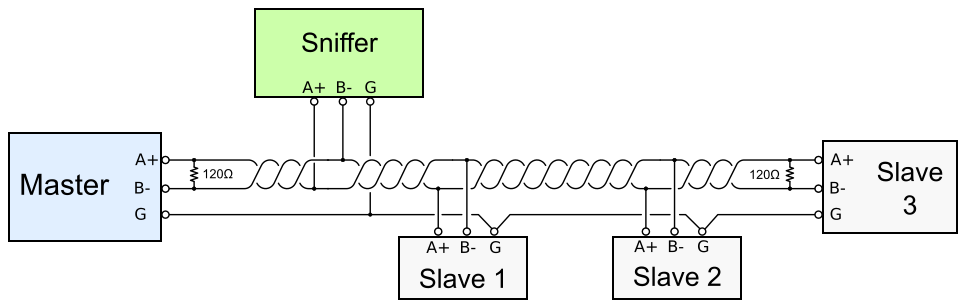 Sniffer
A+ B- G
Master
A+
B-
G
120Ω
120Ω
A+
B-
G
Slave
3
A+ B- G
Slave 1
A+ B- G
Slave 2